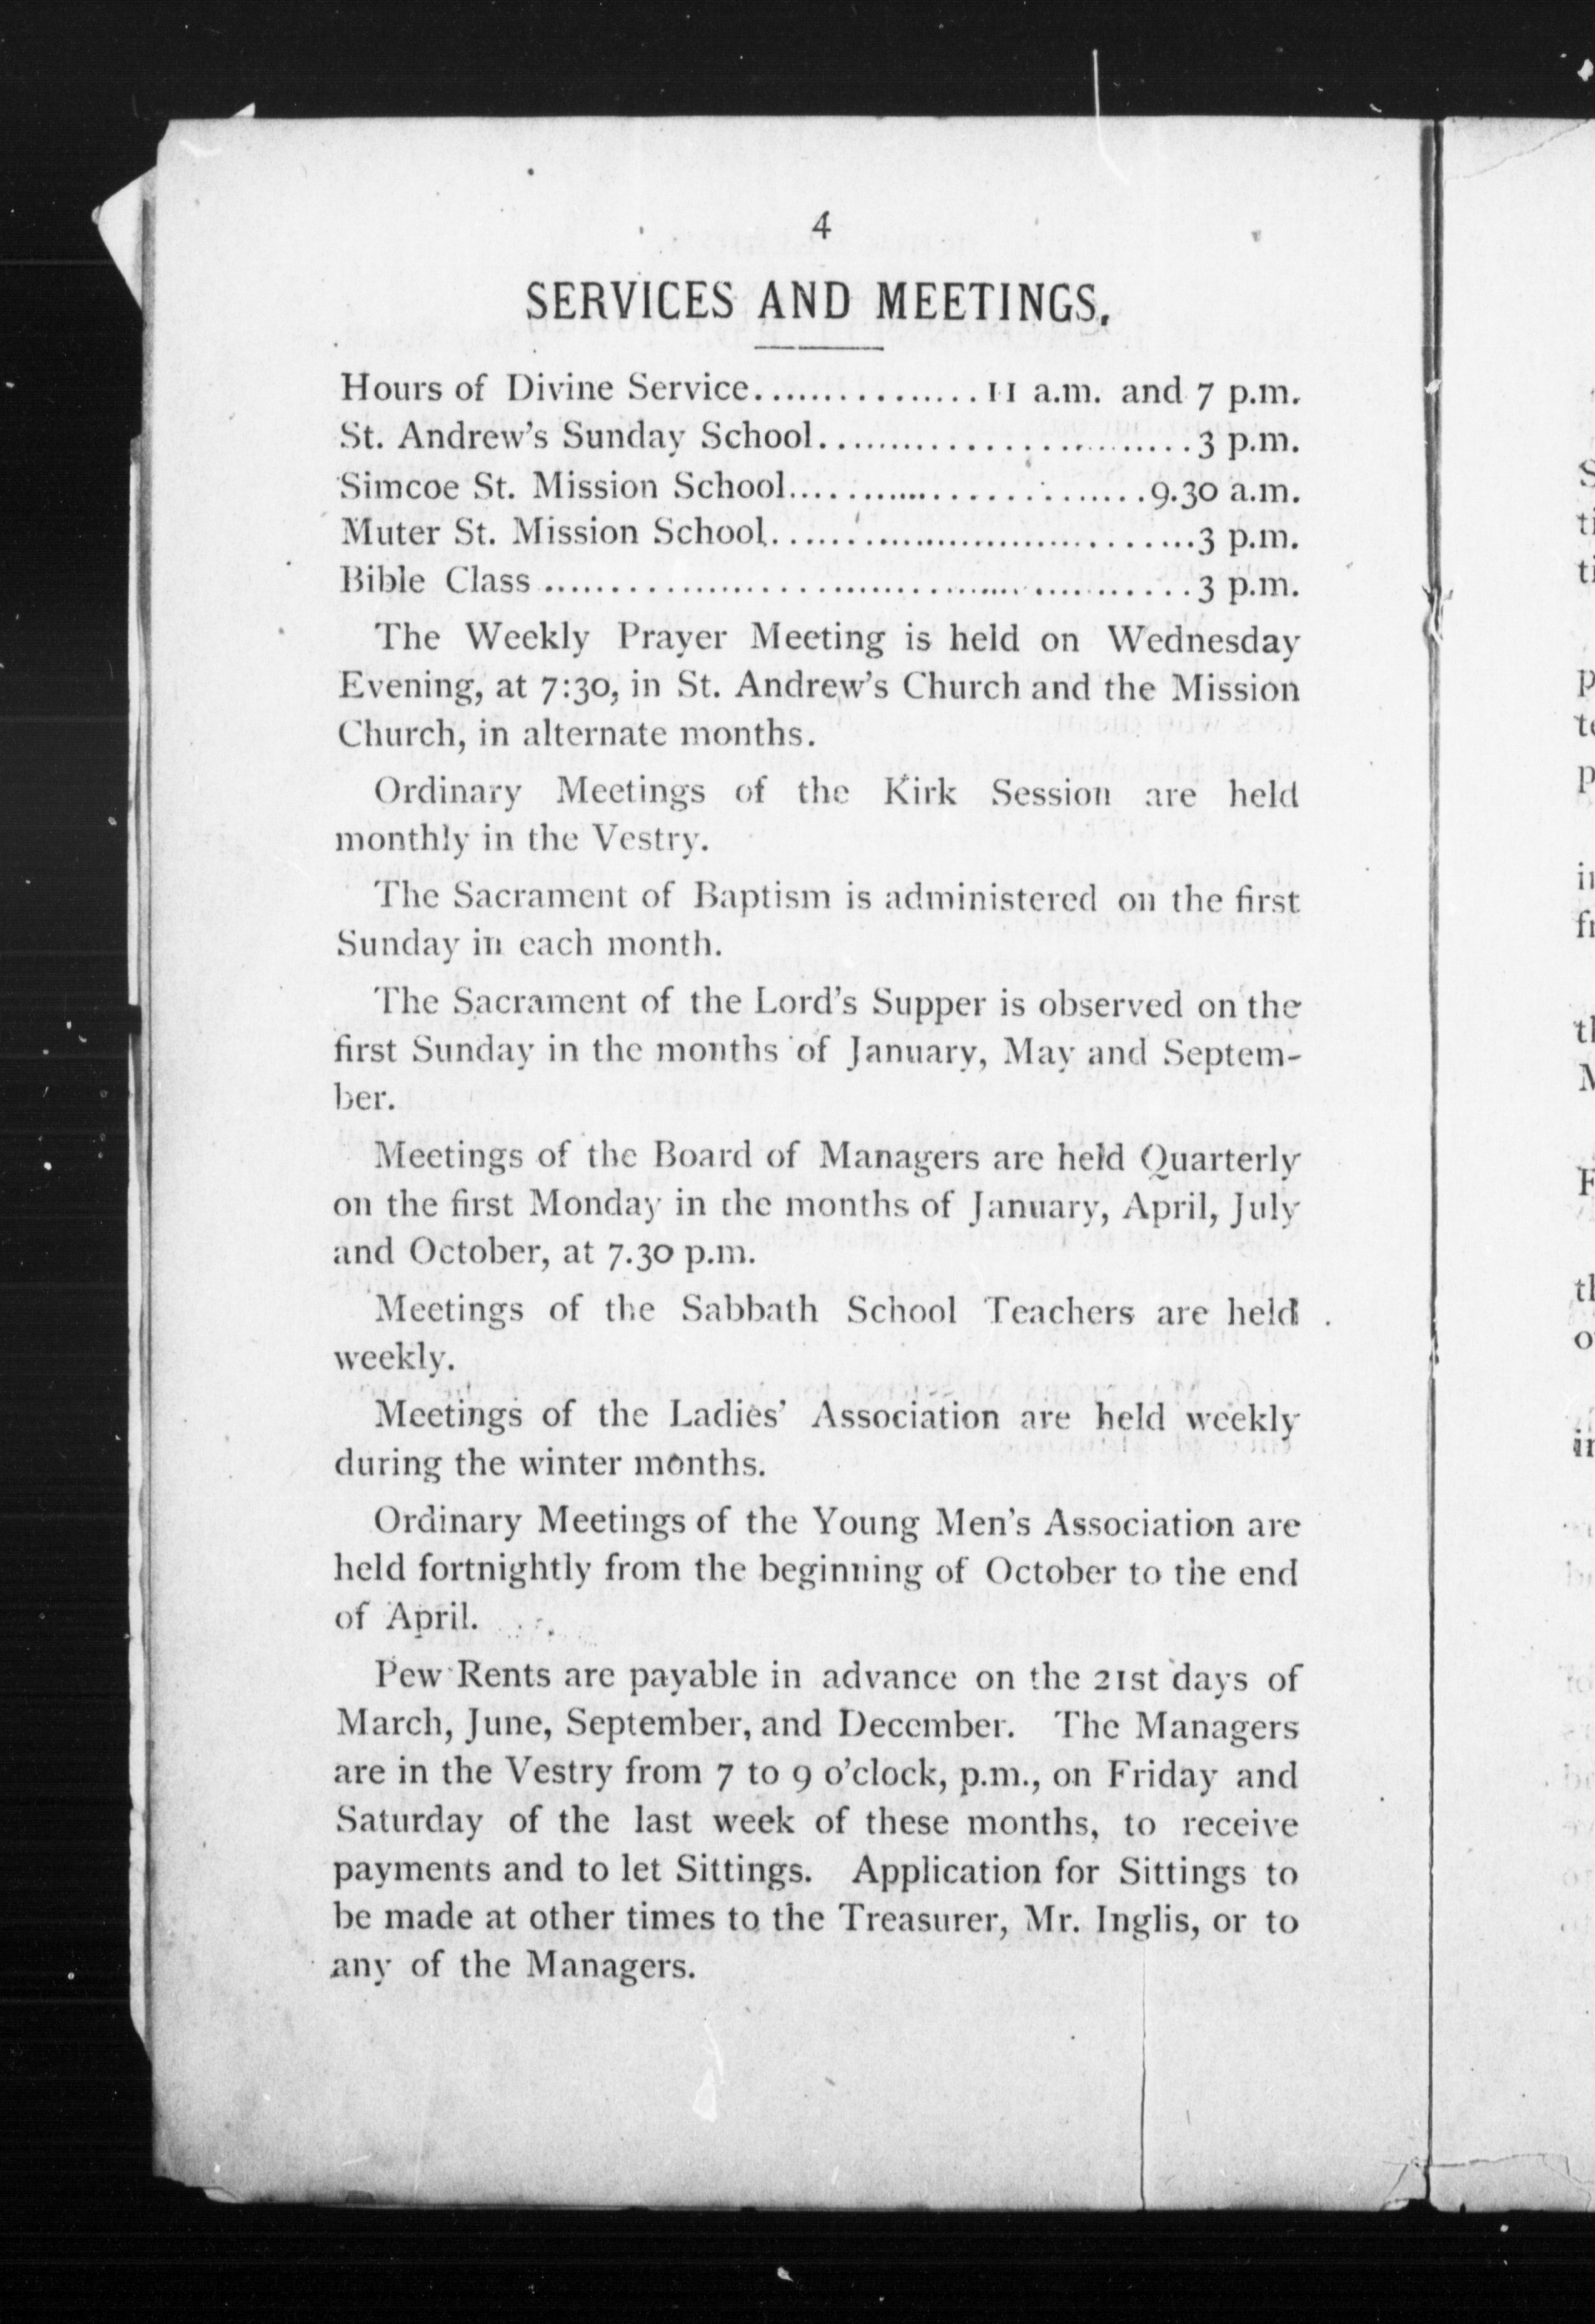 4
SERVICES AND MEETINGS.
Hours of Divine Service................11 a.m. and 7 p.m.
St. Andrew's Sunday School...........................3 p.m.
Simcoe St. Mission School.........................9.30 a.m.
Muter St. Mission School..............................3 p.m.
Bible Class..............................................3 p.m.
The Weekly Prayer Meeting is held on Wednesday
Evening, at 7:30, in St. Andrew's Church and the Mission
Church, in alternate months.
Ordinary Meetings of the Kirk Session are held
monthly in the Vestry.
The Sacrament of Baptism is administered on the first
Sunday in each month.
The Sacrament of the Lord's Supper is observed on the
first Sunday in the months of January, May and Septem-
ber.
Meetings of the Board of Managers are held Quarterly
on the first Monday in the months of January, April, July
and October, at 7.30 p.m.
Meetings of the Sabbath School Teachers are held
weekly.
Meetings of the Ladies' Association are held weekly
during the winter months.
Ordinary Meetings of the Young Men's Association are
held fortnightly from the beginning of October to the end
of April.
Pew Rents are payable in advance on the 21st days of
March, June, September, and December. The Managers
are in the Vestry from 7 to 9 o'clock, p.m., on Friday and
Saturday of the last week of these months, to receive
payments and to let Sittings. Application for Sittings to
be made at other times to the Treasurer, Mr. Inglis, or to
any of the Managers.